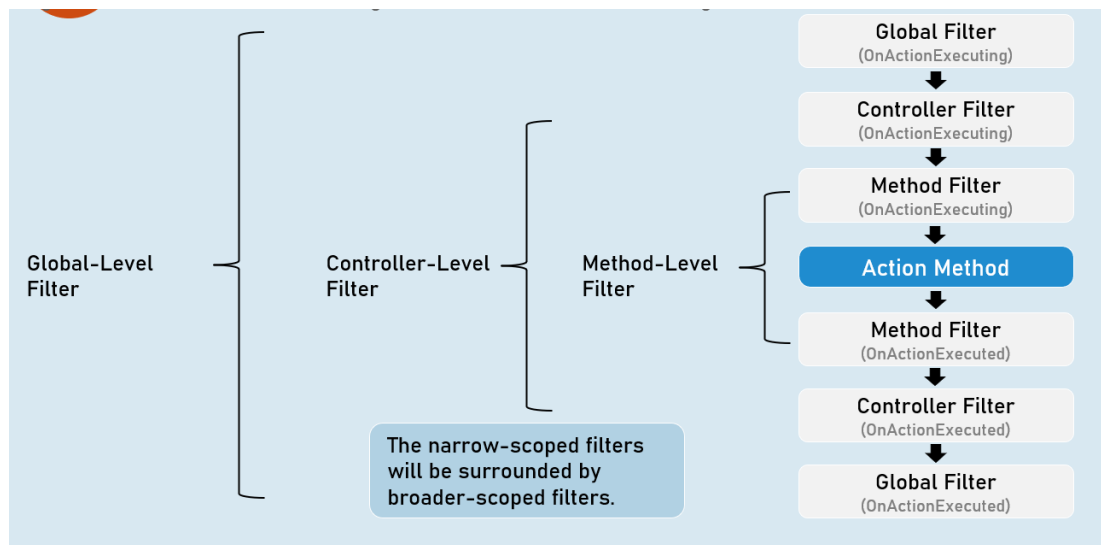 Global Filter
(OnActionExecuting)
Controller Filter
(OnActionExecuting)
Method Filter
(OnActionExecuting)
Global-Level
Filter
Controller-Level
Filter
Method-Level
Filter
Action Method
Method Filter
(OnActionExecuted)
Controller Filter
(OnActionExecuted)
The narrow-scoped filters
will be surrounded by
broader-scoped filters.
Global Filter
(OnActionExecuted)